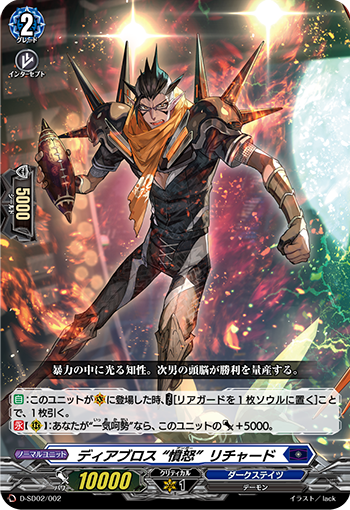 2
グレード
インターセプト
5000
シールド
暴力の中に光る知性。次男の頭脳が勝利を量産する。
自:このユニットがRに登場した時、【リアガードを1枚ソウルに置く】ことで、1枚引く。
永【R】:あなたが“一気呵勢”なら、このユニットの+5000。
ノーマルユニット
ディアブロス “憤怒” リチャード
パワー 10000 クリティカル 1 ダークステイツ
デーモン
D-SD02/002
イラスト/lack